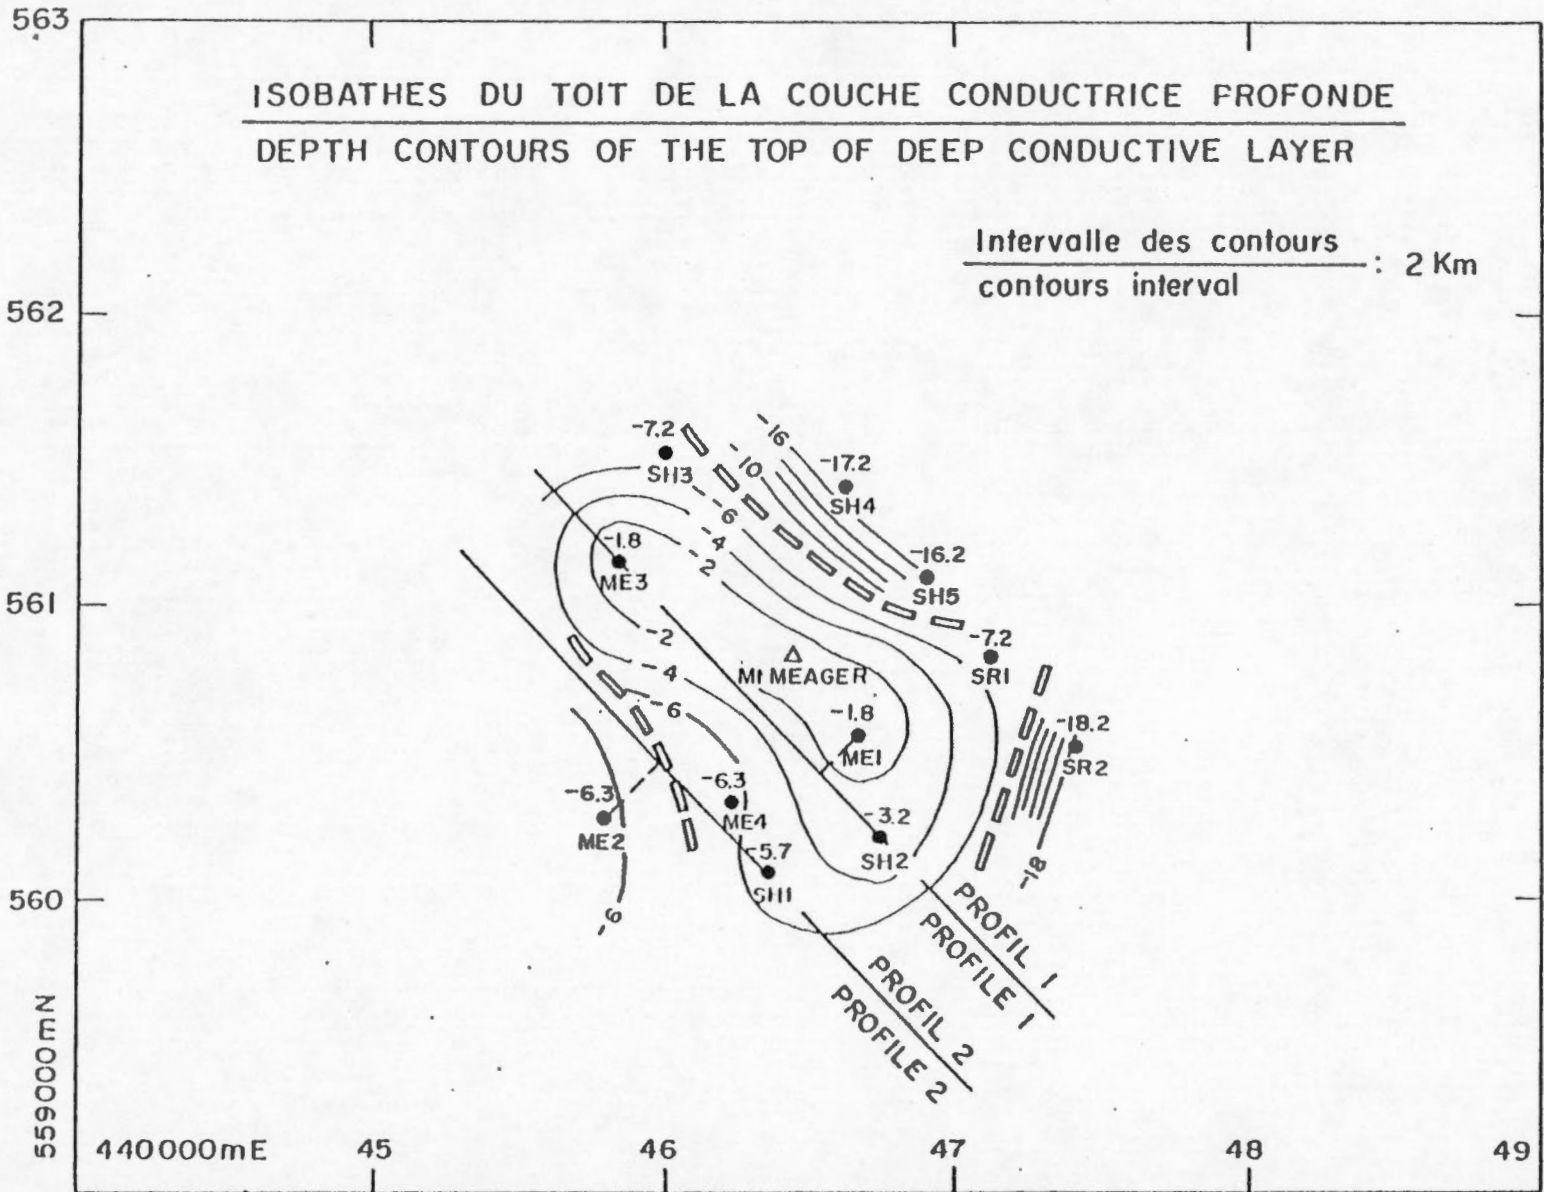 563
ISOBATHES DU TOIT DE LA COUCHE CONDUCTRICE PROFONDE
DEPTH CONTOURS OF THE TOP OF DEEP CONDUCTIVE LAYER
Intervalle des contours
contours interval
: 2 Km
562
-7.2
SH3
-16
-10
-17.2
SH4
-6
-4
-2
-1.8
ME3
-16.2
SH5
561
-2
-7.2
SR1
Mt MEAGER
-4
-6
-1.8
ME1
-18.2
SR2
-6.3
ME2
-6.3
ME4
-3.2
SH2
-5.7
SH1
-18
560
-6
PROFIL 1
PROFILE 1
PROFIL 2
PROFILE 2
559000mN
440000mE
45
46
47
48
49